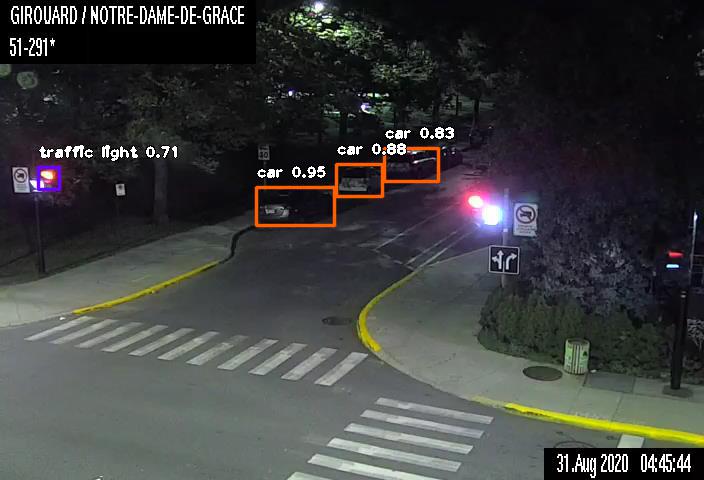 GIROUARD / NOTRE-DAME-DE-GRACE
51-291*
car 0.83
car 0.88
traffic light 0.71
car 0.95
31.Aug 2020 04:45:44